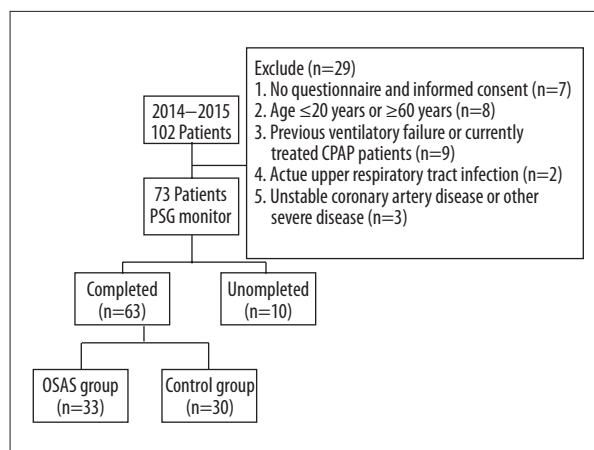 Exclude (n=29)
1. No questionnaire and informed consent (n=7)
2. Age ≤20 years or ≥60 years (n=8)
3. Previous ventilatory failure or currently
treated CPAP patients (n=9)
4. Actue upper respiratory tract infection (n=2)
5. Unstable coronary artery disease or other
severe disease (n=3)
2014–2015
102 Patients
73 Patients
PSG monitor
Completed
(n=63)
Unompleted
(n=10)
OSAS group
(n=33)
Control group
(n=30)